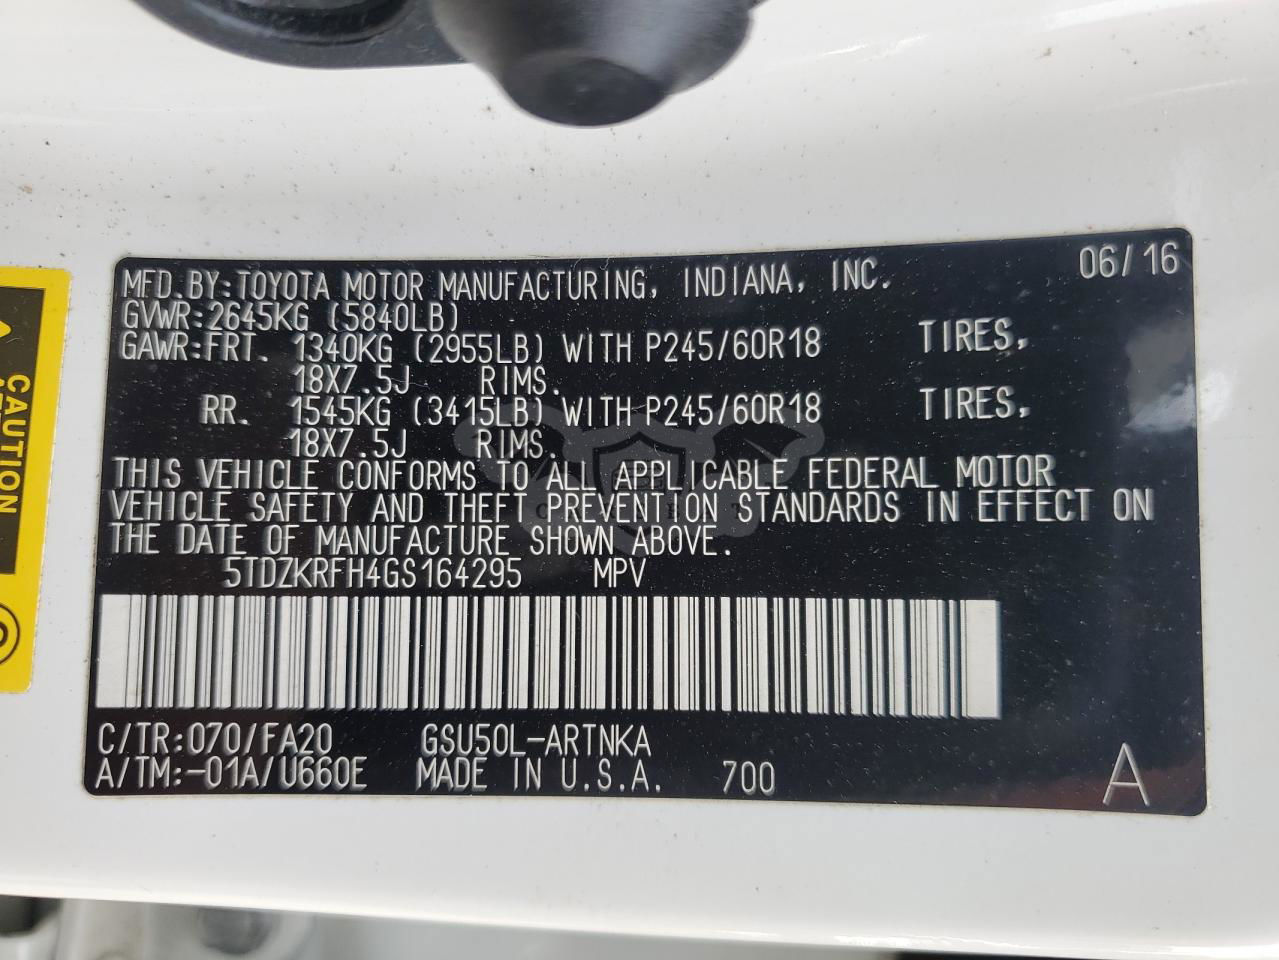 06/16
MFD.BY:TOYOTA MOTOR MANUFACTURING, INDIANA, INC.
GVWR:2645KG (5840LB)
GAWR:FRT. 1340KG (2955LB) WITH P245/60R18 TIRES,
18X7.5J RIMS.
RR. 1545KG (3415LB) WITH P245/60R18 TIRES,
18X7.5J RIMS.
THIS VEHICLE CONFORMS TO ALL APPLICABLE FEDERAL MOTOR
VEHICLE SAFETY AND THEFT PREVENTION STANDARDS IN EFFECT ON
THE DATE OF MANUFACTURE SHOWN ABOVE.
5TDZKRFH4GS164295 MPV
C/TR:070/FA20 GSU50L-ARTNKA
A/TM:-01A/U660E MADE IN U.S.A. 700 A
CAUTION